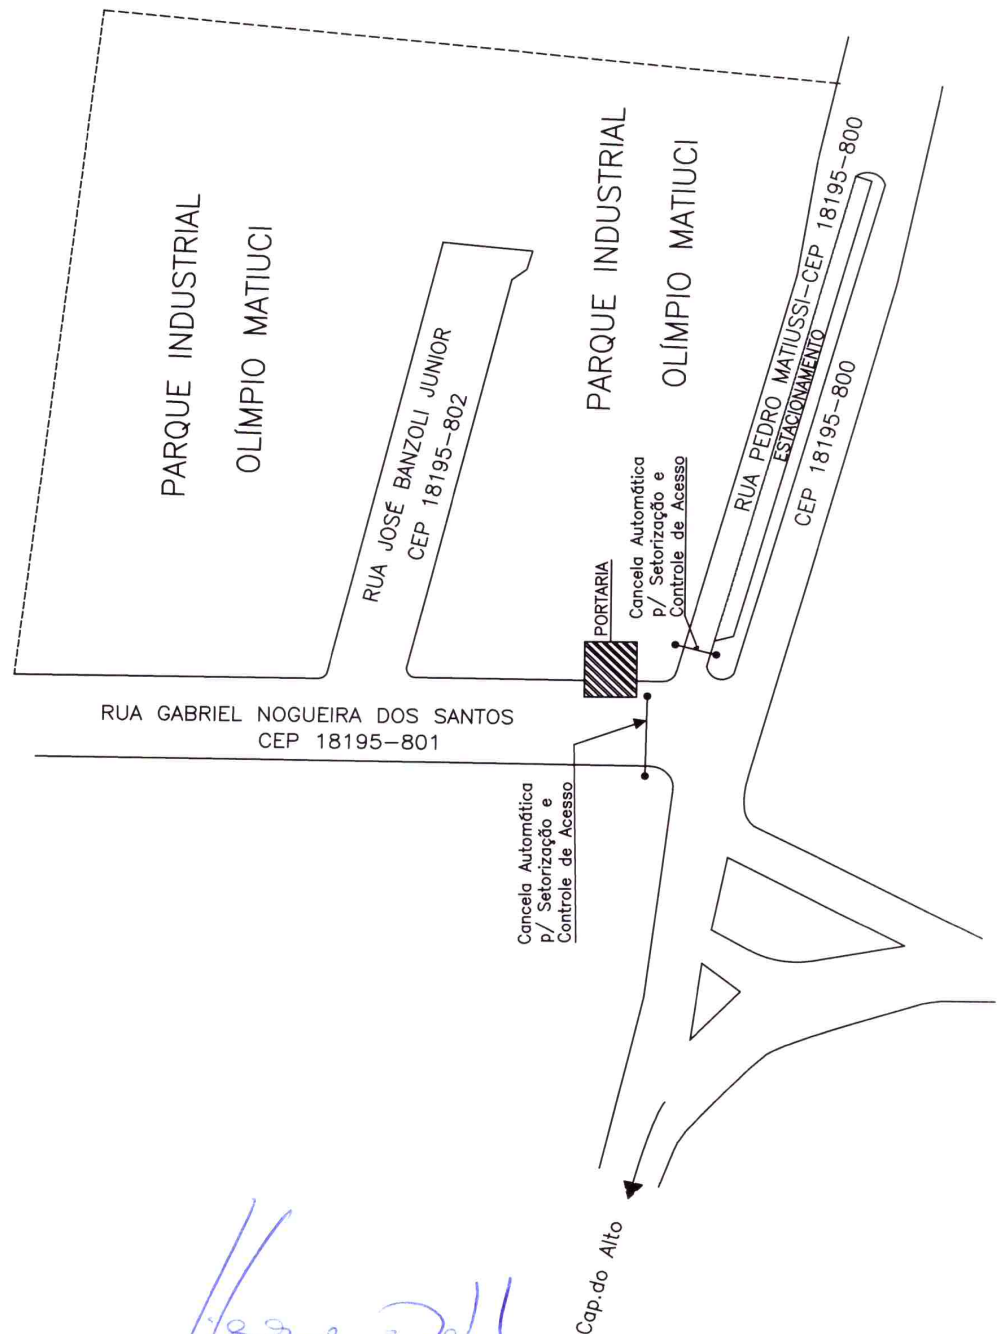 PARQUE INDUSTRIAL
OLÍMPIO MATIUCI
PARQUE INDUSTRIAL
OLÍMPIO MATIUCI
RUA JOSÉ BANZOLI JUNIOR
CEP 18195-802
RUA PEDRO MATIUSSI-CEP 18195-800
ESTACIONAMENTO
CEP 18195-800
PORTARIA
Cancela Automática
p/ Setorização e
Controle de Acesso
RUA GABRIEL NOGUEIRA DOS SANTOS
CEP 18195-801
Cancela Automática
p/ Setorização e
Controle de Acesso
Cap.do Alto